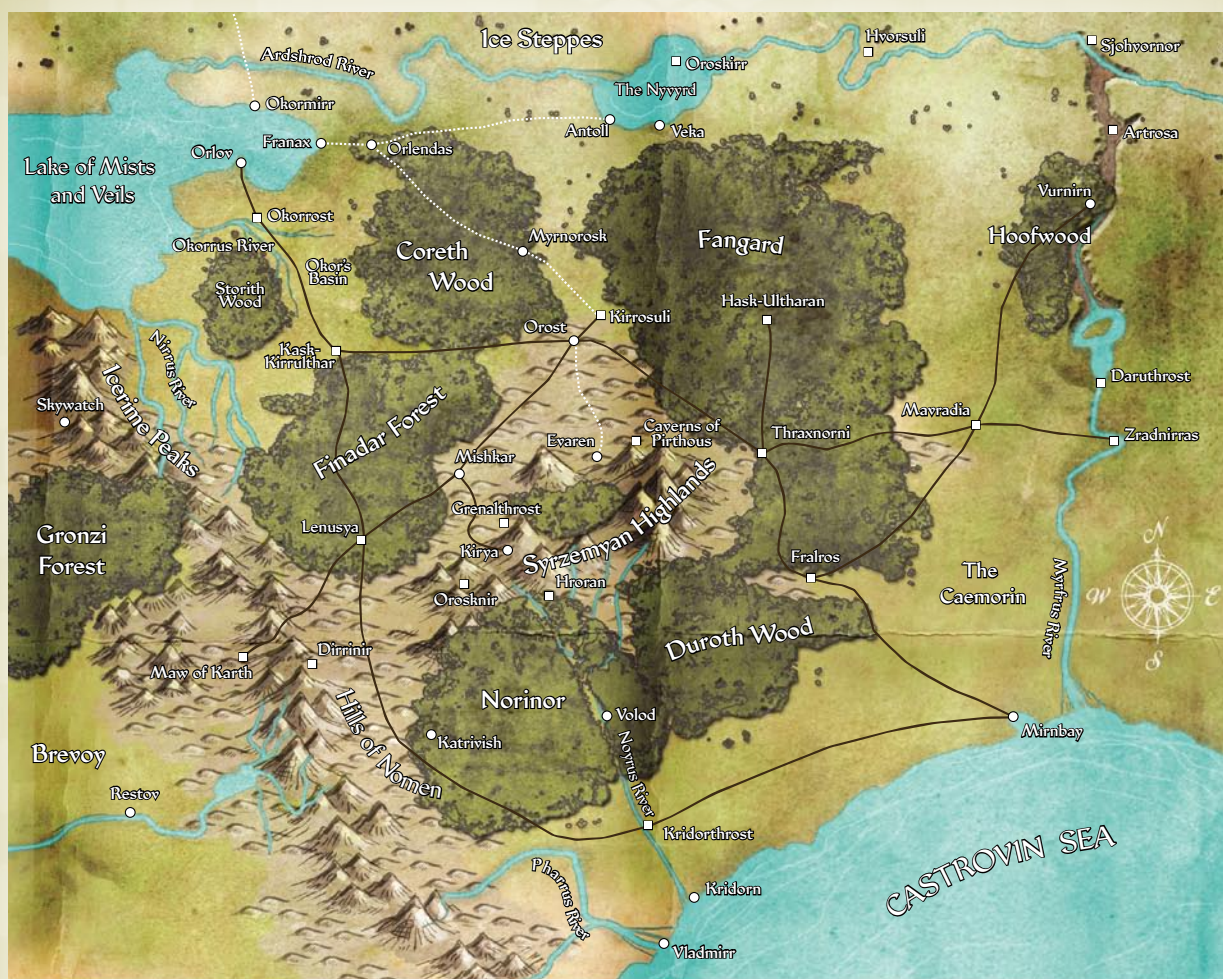 Ice Steppes
Hvorsuli
Sjohvornor
Ardshrod River
Oroskirr
The Nyvyrd
Okormirr
Antoll
Veka
Artrosa
Franax
Orlendas
Orlov
Lake of Mists
and Veils
Vurnirn
Okorrost
Okorrus River
Myrnorosk
Fangard
Hoofwood
Coreth
Wood
Okor's
Basin
Storith
Wood
Hask-Ultharan
Kirrosuli
Orost
Kask-
Kirrulthar
Ninrus River
Icerime Peaks
Daruthrost
Skywatch
Finadar Forest
Mavradia
Caverns of
Pirthous
Evaren
Thraxnorni
Zradnirras
Mishkar
Grenalthrost
Lenusya
Gronzi
Forest
Kirya
Syrzemyan Highlands
Fralros
N
The
Caemorin
W
E
S
Myrfrus River
Hroran
Orosknir
Duroth Wood
Dirrinir
Maw of Karth
Norinor
Hills of Nomen
Volod
Katrivish
Mirnbay
Brevoy
Restov
Noyrus River
Kridorthrost
CASTROVIN SEA
Pharrus River
Kridorn
Vladmirr